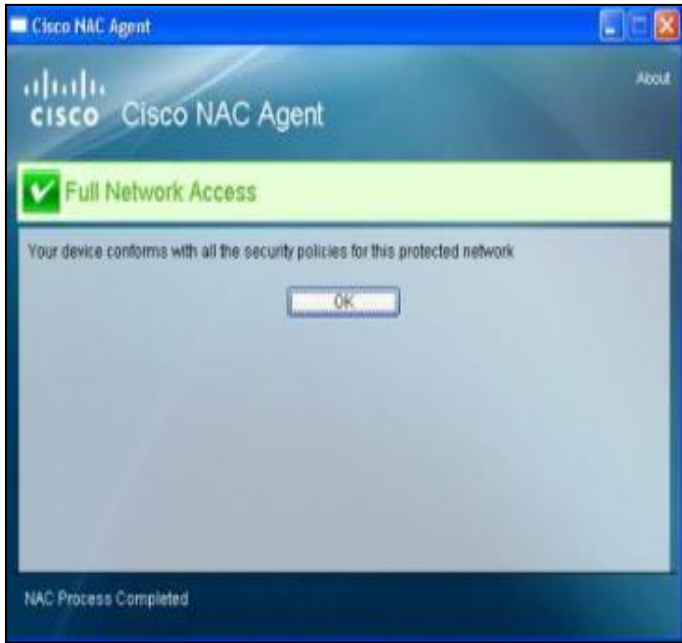 Cisco NAC Agent
About
CISCO Cisco NAC Agent
Full Network Access
Your device conforms with all the security policies for this protected network
OK
NAC Process Completed